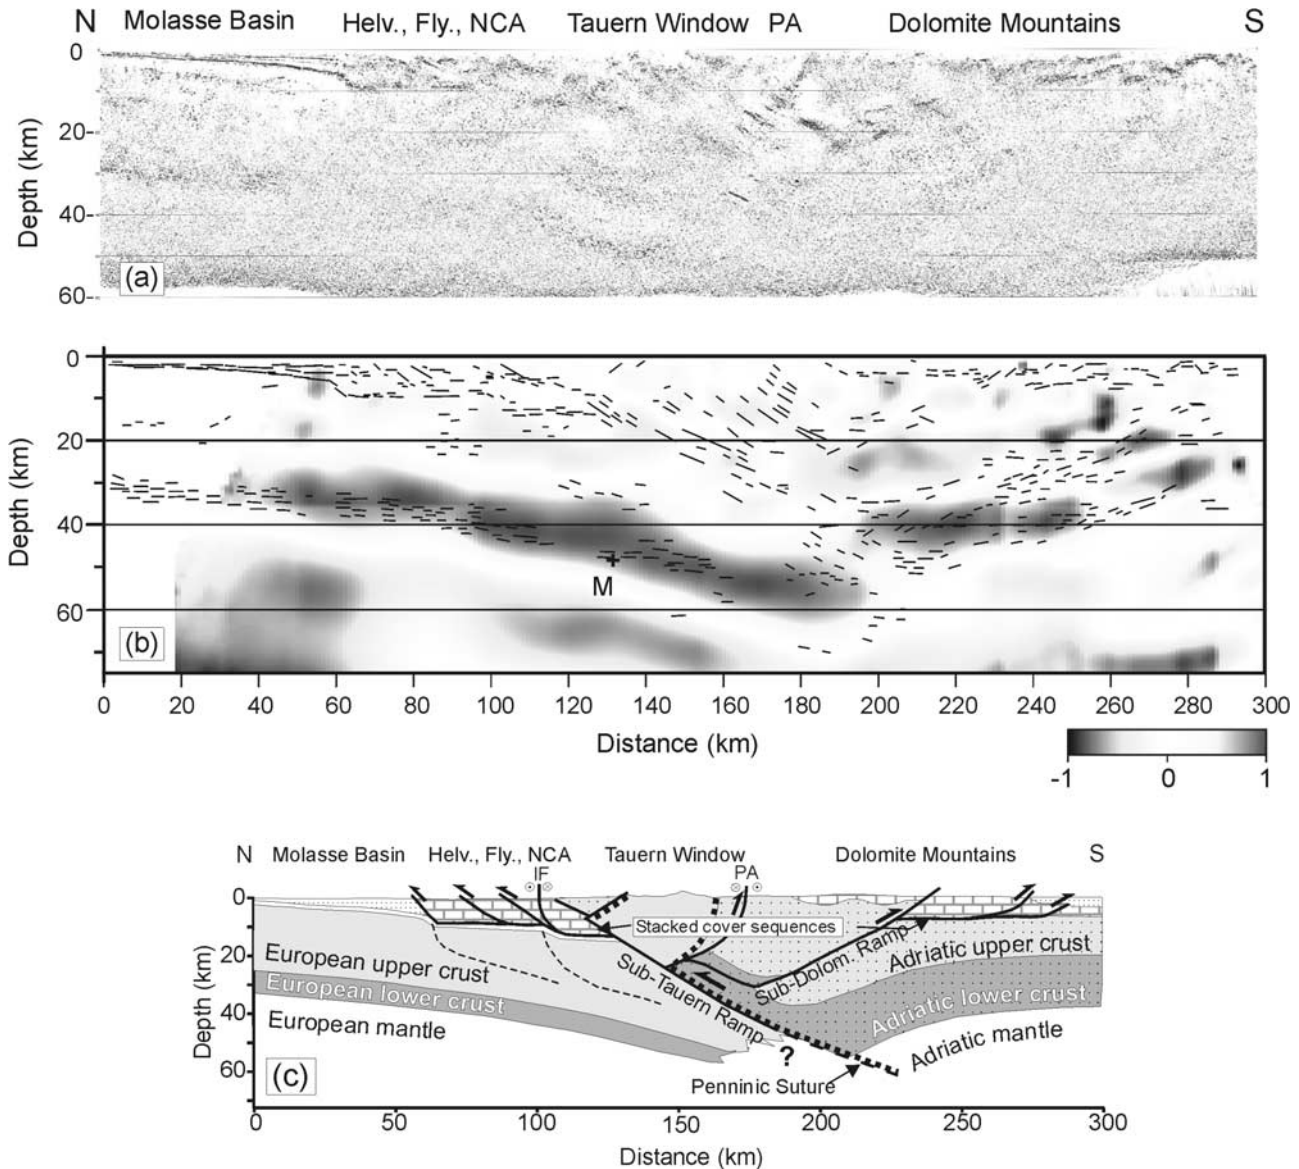 N Molasse Basin Helv., Fly., NCA Tauern Window PA Dolomite Mountains S
0
20
40
60
Depth (km)
(a)
0
20
40
60
Depth (km)
M
(b)
0 20 40 60 80 100 120 140 160 180 200 220 240 260 280 300
Distance (km)
-1 0 1
N Molasse Basin Helv., Fly., NCA Tauern Window Dolomite Mountains S
IF PA
0
20
40
60
Depth (km)
Stacked cover sequences
European upper crust
European lower crust
European mantle
Sub-Tauern Ramp
Sub-Dolom. Ramp
Adriatic upper crust
Adriatic lower crust
Adriatic mantle
?
Penninic Suture
(c)
0 50 100 150 200 250 300
Distance (km)